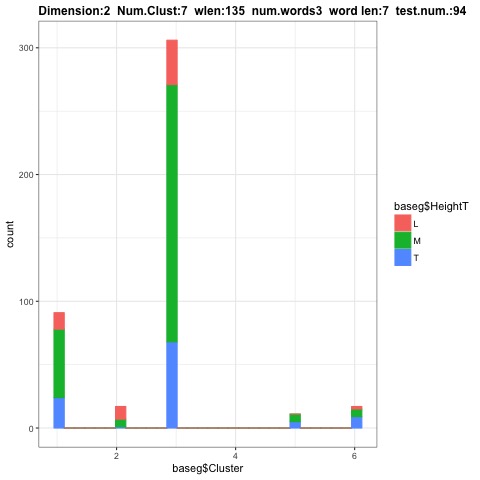 Dimension:2  Num.Clust:7  wlen:135  num.words3  word len:7  test.num.:94
300
200
100
0
count
2 4 6
baseg$Cluster
baseg$HeightT
L
M
T